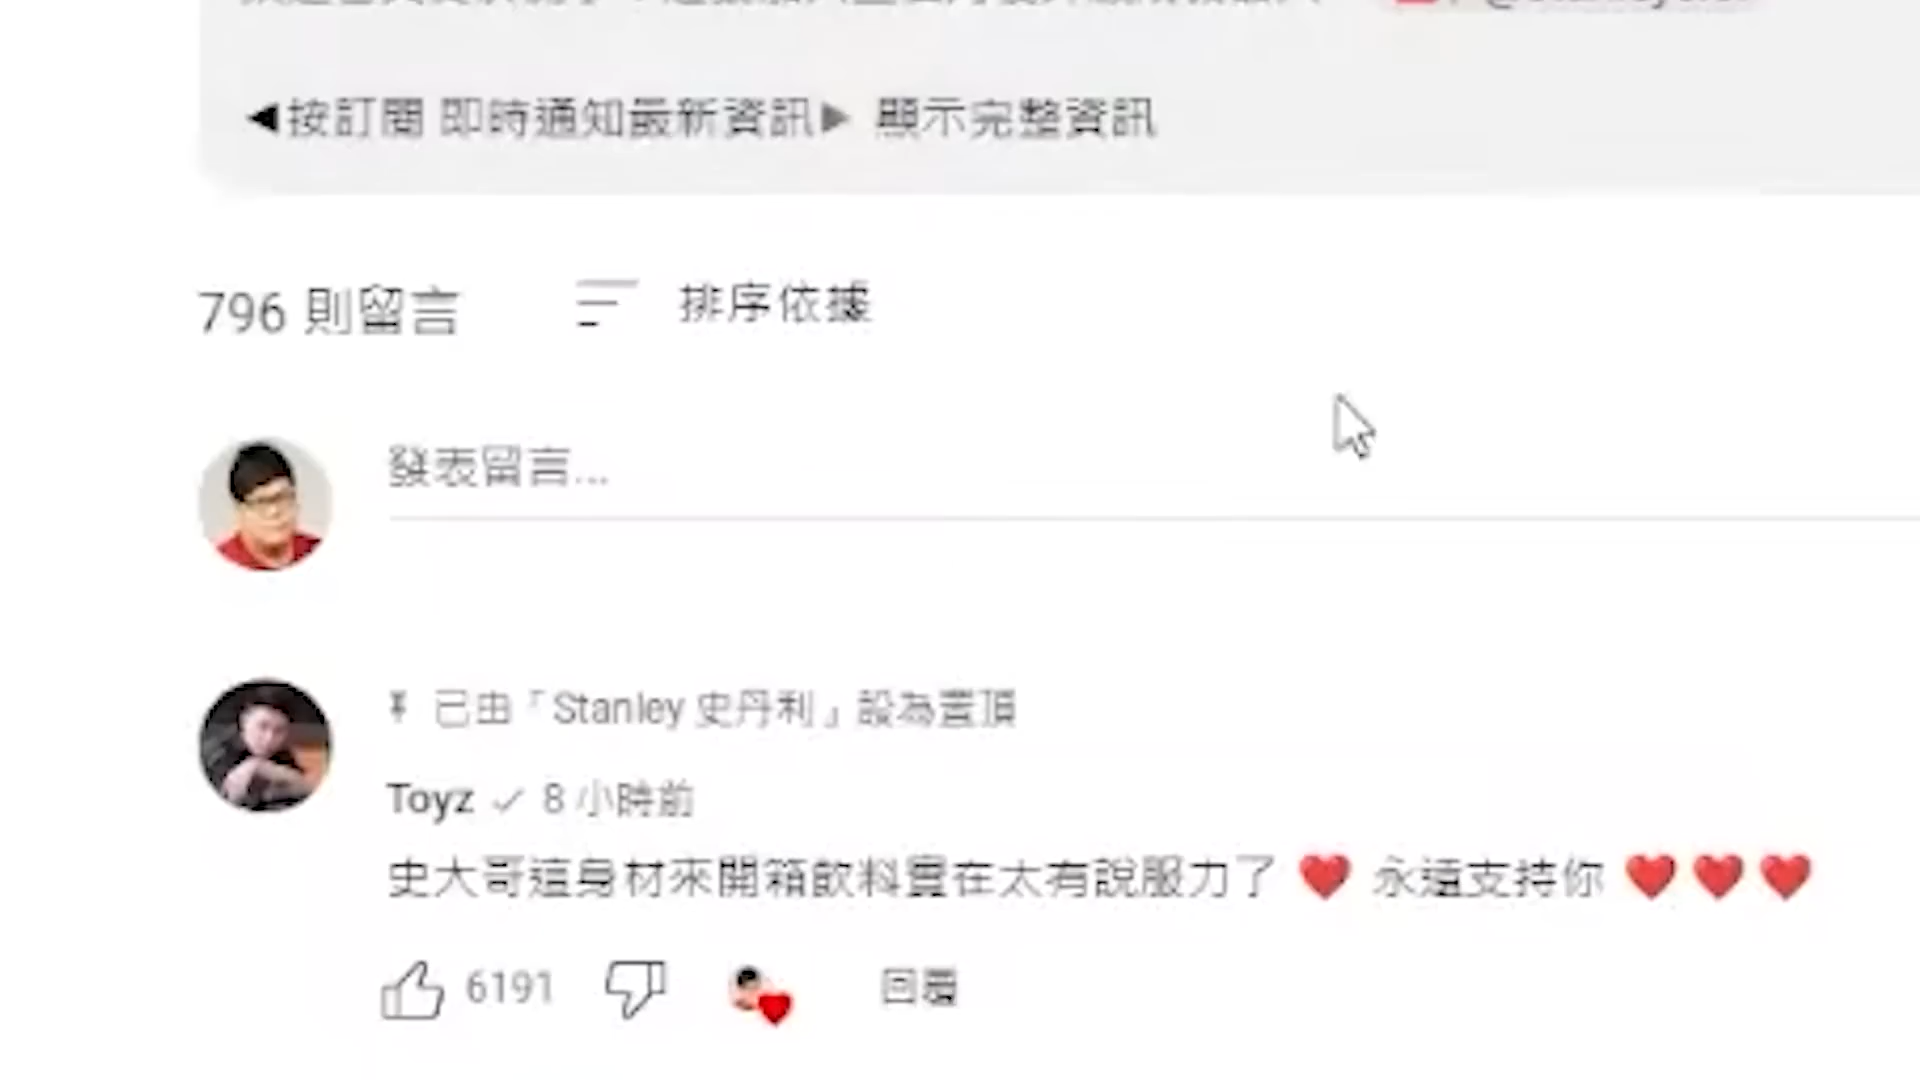 ◀按訂閱 即時通知最新資訊▶ 顯示完整資訊
796 則留言 排序依據
發表留言...
已由「Stanley 史丹利」設為置頂
Toyz ✓ 8 小時前
史大哥這身材來開箱飲料實在太有說服力了 ❤️ 永遠支持你 ❤️❤️❤️
6191 回覆